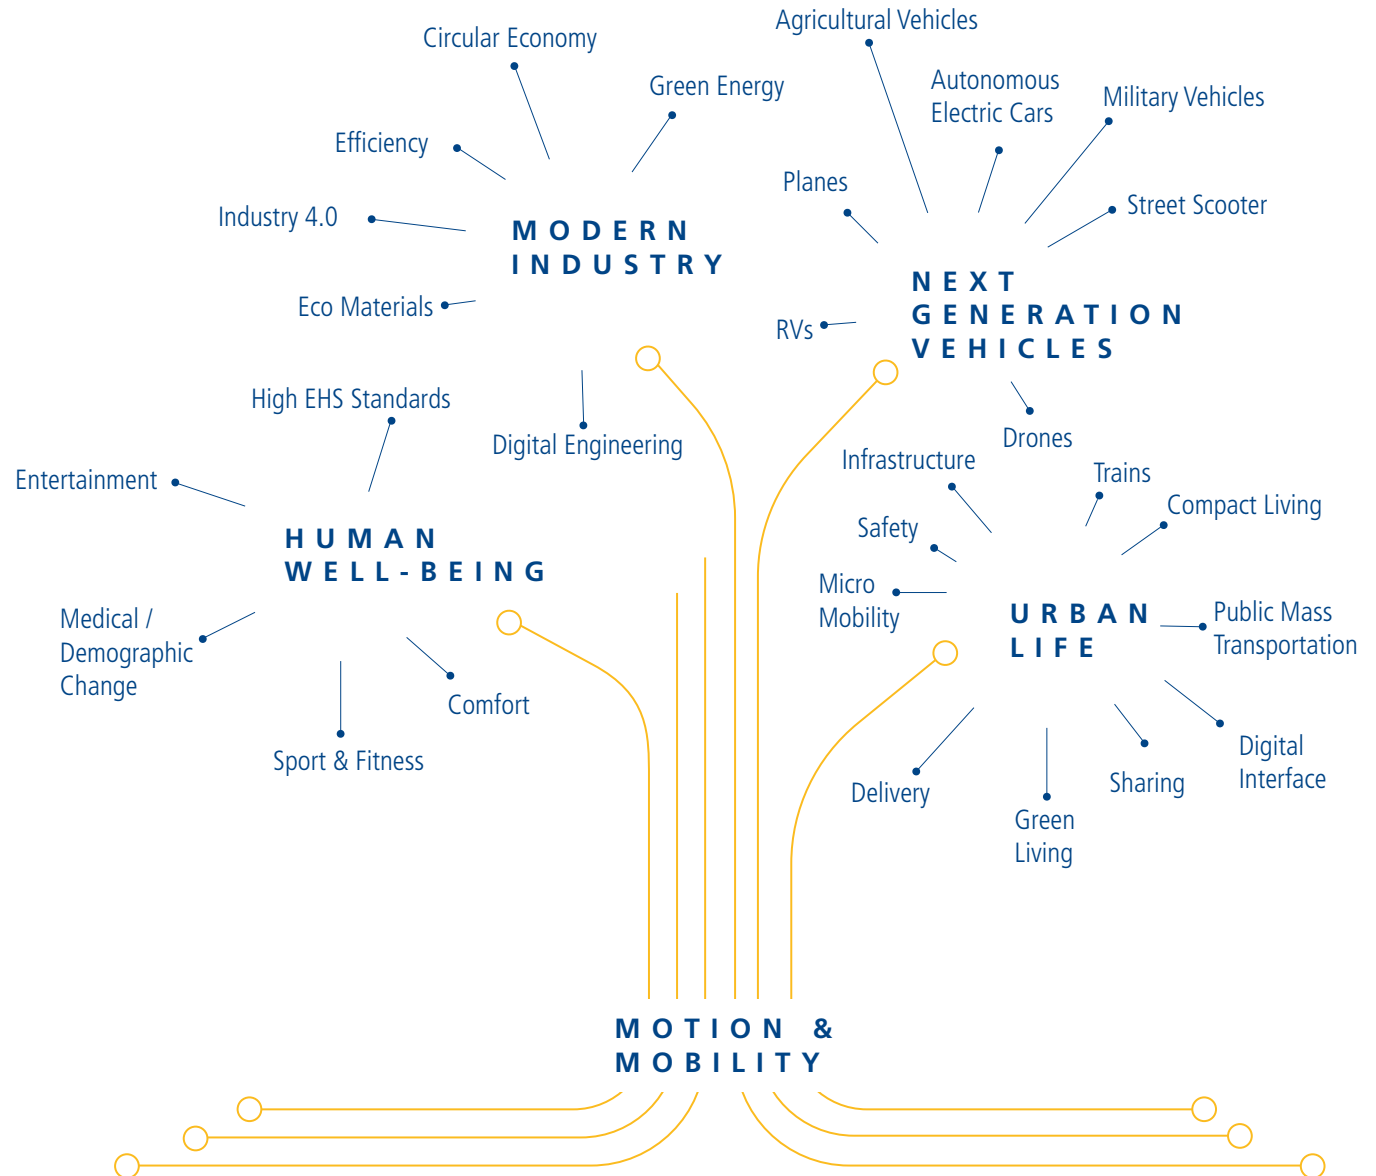 Circular Economy
Green Energy
Efficiency
Industry 4.0
MODERN
INDUSTRY
Eco Materials
Digital Engineering
Agricultural Vehicles
Autonomous
Electric Cars
Military Vehicles
Planes
Street Scooter
NEXT
GENERATION
VEHICLES
RVs
Drones
High EHS Standards
Entertainment
HUMAN
WELL-BEING
Medical /
Demographic
Change
Comfort
Sport & Fitness
Infrastructure
Trains
Compact Living
Safety
Micro
Mobility
URBAN
LIFE
Public Mass
Transportation
Digital
Interface
Sharing
Delivery
Green
Living
MOTION &
MOBILITY